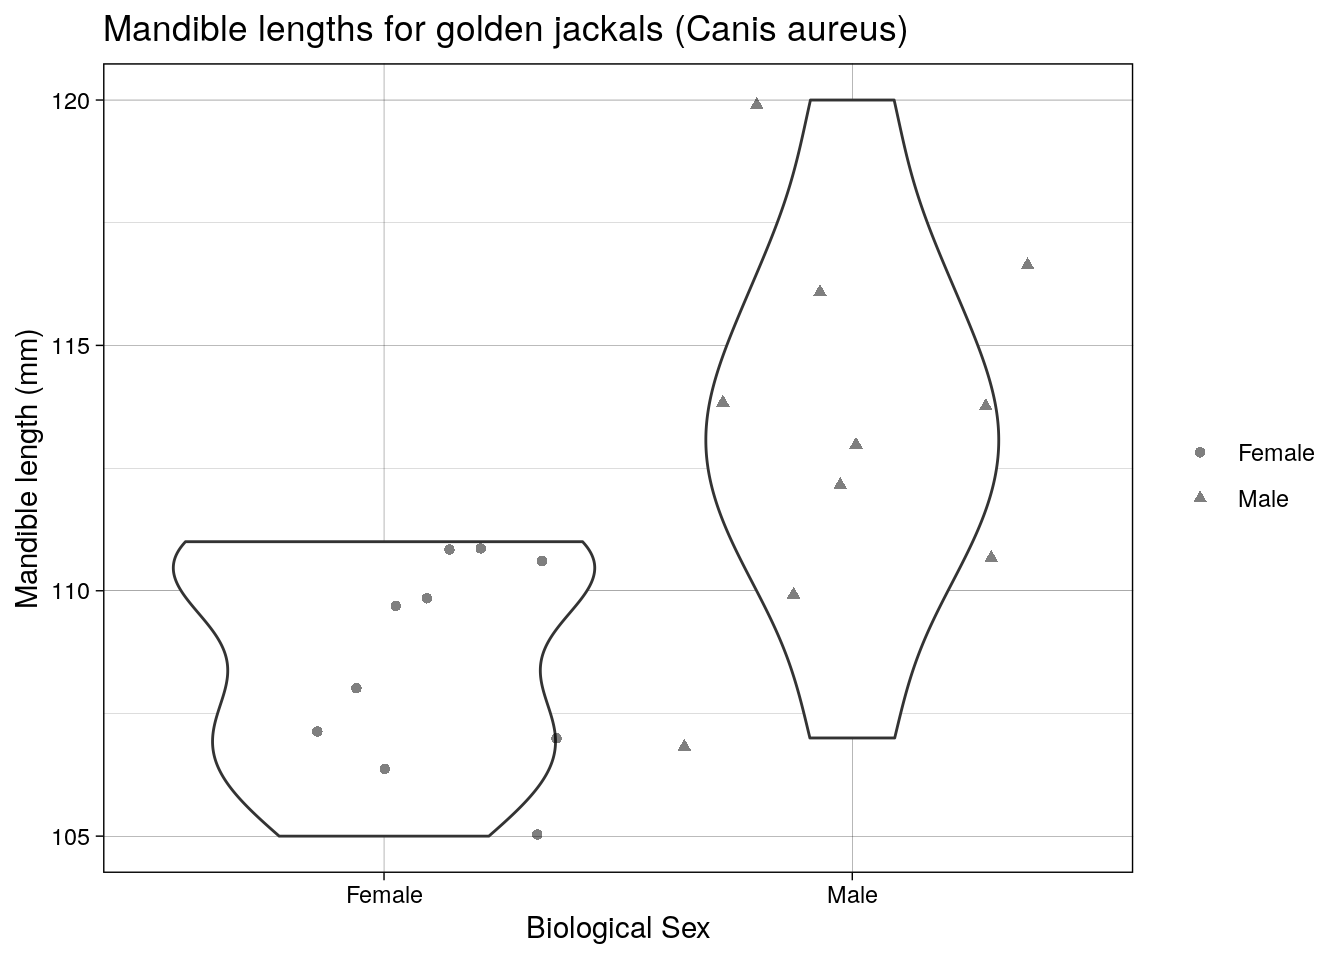 Mandible lengths for golden jackals (Canis aureus)
Mandible length (mm)
120
115
110
105
Female
Male
Biological Sex
Female
Male